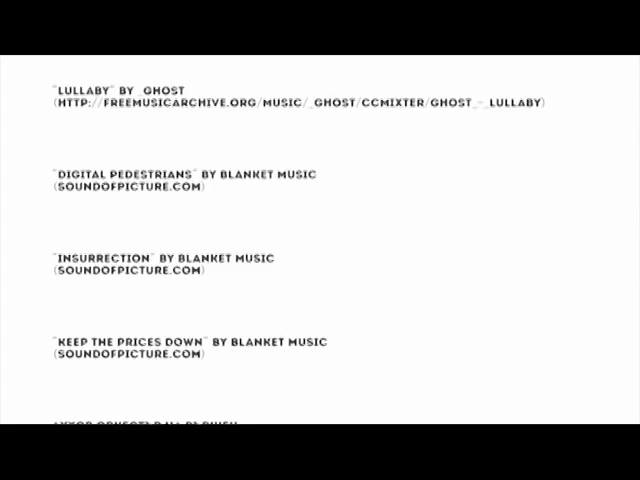 "LULLABY" BY _GHOST
(HTTP://FREEMUSICARCHIVE.ORG/MUSIC/_GHOST/CCMIXTER/GHOST_-_LULLABY)
"DIGITAL PEDESTRIANS" BY BLANKET MUSIC
(SOUNDOFPICTURE.COM)
"INSURRECTION" BY BLANKET MUSIC
(SOUNDOFPICTURE.COM)
"KEEP THE PRICES DOWN" BY BLANKET MUSIC
(SOUNDOFPICTURE.COM)